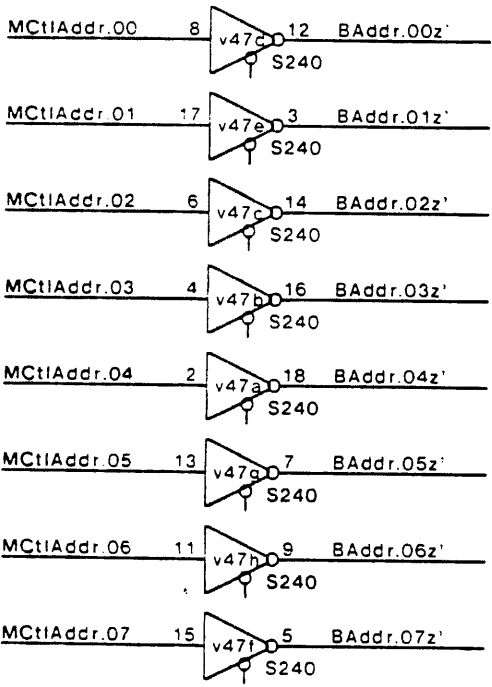 MCtlAddr.00 8 v47d 12 BAddr.00z'
S240
MCtlAddr.01 17 v47e 3 BAddr.01z'
S240
MCtlAddr.02 6 v47c 14 BAddr.02z'
S240
MCtlAddr.03 4 v47b 16 BAddr.03z'
S240
MCtlAddr.04 2 v47a 18 BAddr.04z'
S240
MCtlAddr.05 13 v47g 7 BAddr.05z'
S240
MCtlAddr.06 11 v47h 9 BAddr.06z'
S240
MCtlAddr.07 15 v47f 5 BAddr.07z'
S240